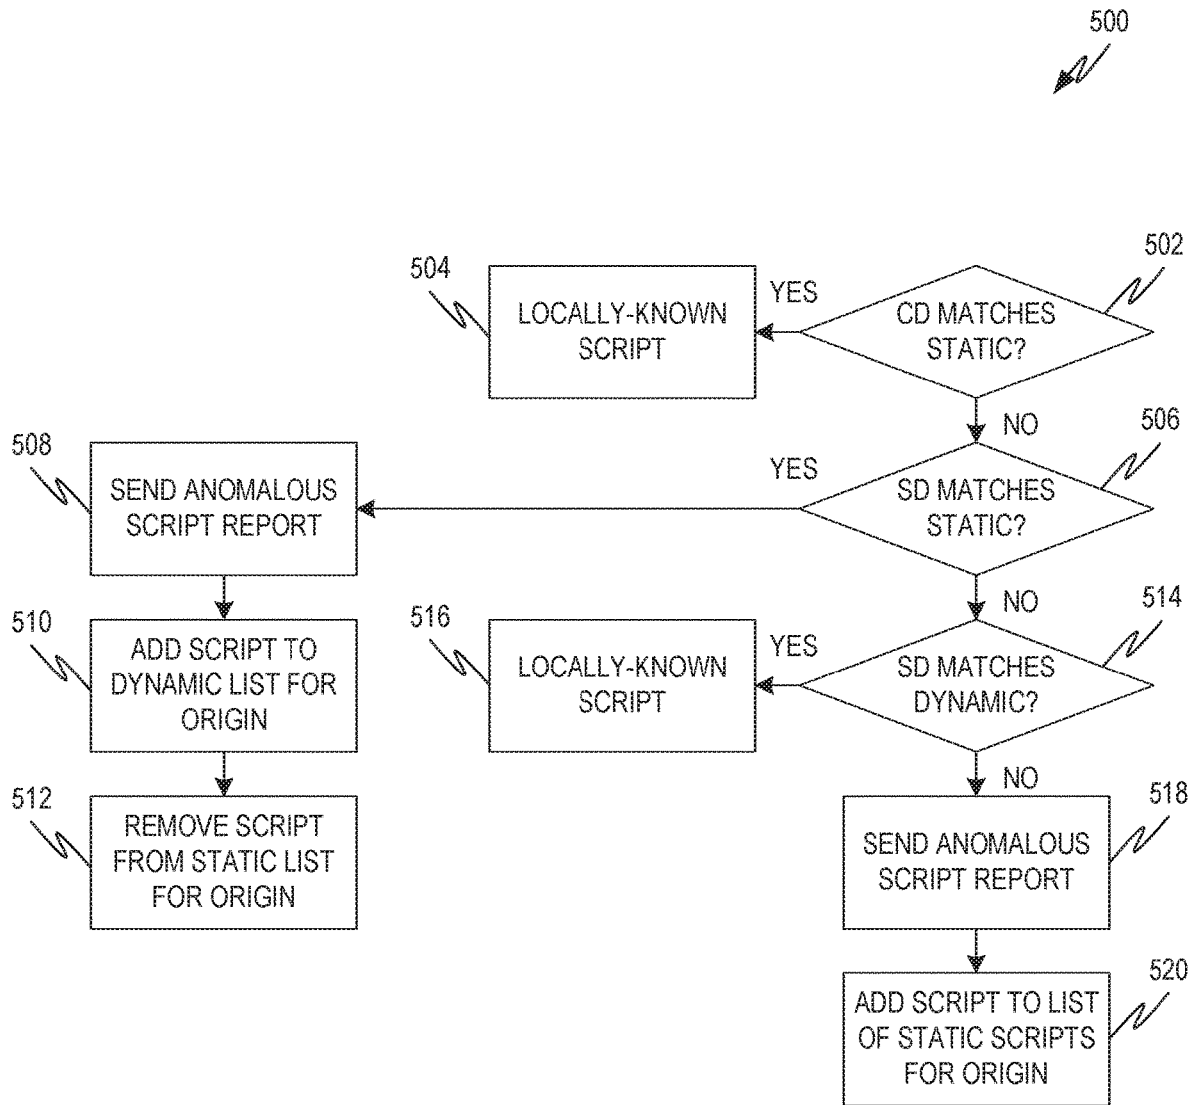 500
502
504
LOCALLY-KNOWN
SCRIPT
YES
CD MATCHES
STATIC?
NO
506
508
SEND ANOMALOUS
SCRIPT REPORT
YES
SD MATCHES
STATIC?
NO
510
ADD SCRIPT TO
DYNAMIC LIST FOR
ORIGIN
516
LOCALLY-KNOWN
SCRIPT
YES
SD MATCHES
DYNAMIC?
514
NO
512
REMOVE SCRIPT
FROM STATIC LIST
FOR ORIGIN
518
SEND ANOMALOUS
SCRIPT REPORT
520
ADD SCRIPT TO LIST
OF STATIC SCRIPTS
FOR ORIGIN